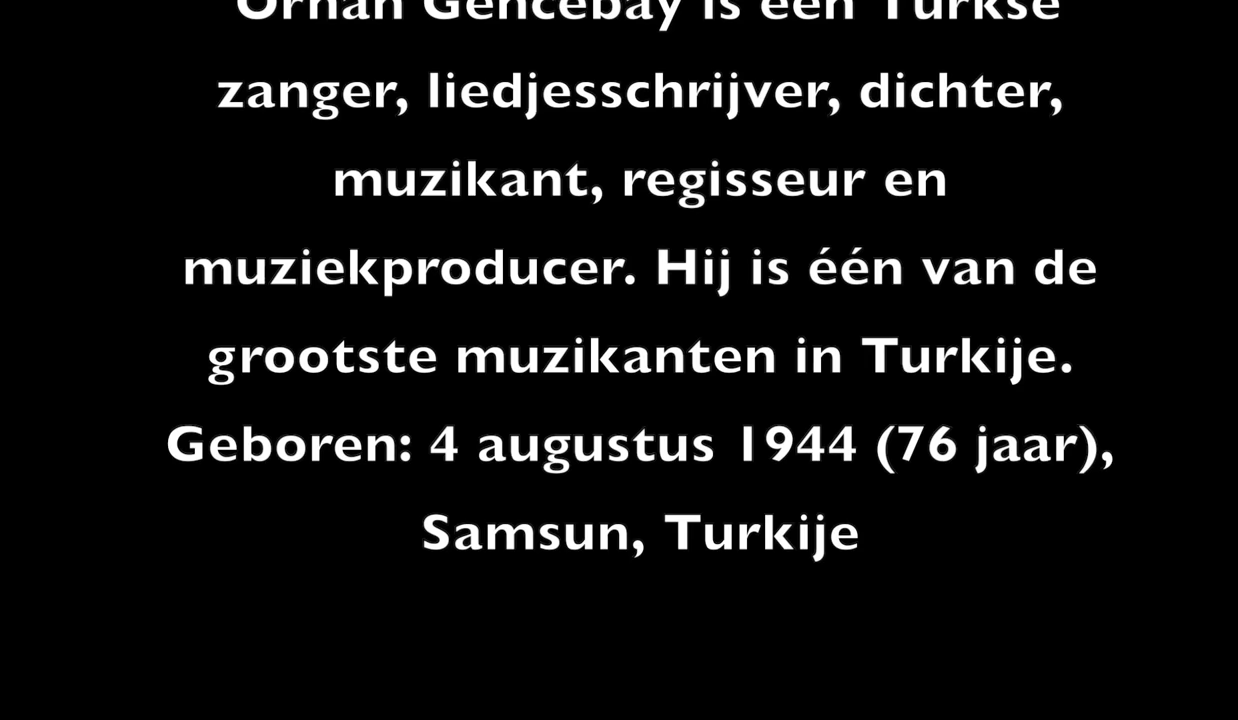 Orhan Gencebay is een Turkse
zanger, liedjesschrijver, dichter,
muzikant, regisseur en
muziekproducer. Hij is één van de
grootste muzikanten in Turkije.
Geboren: 4 augustus 1944 (76 jaar),
Samsun, Turkije